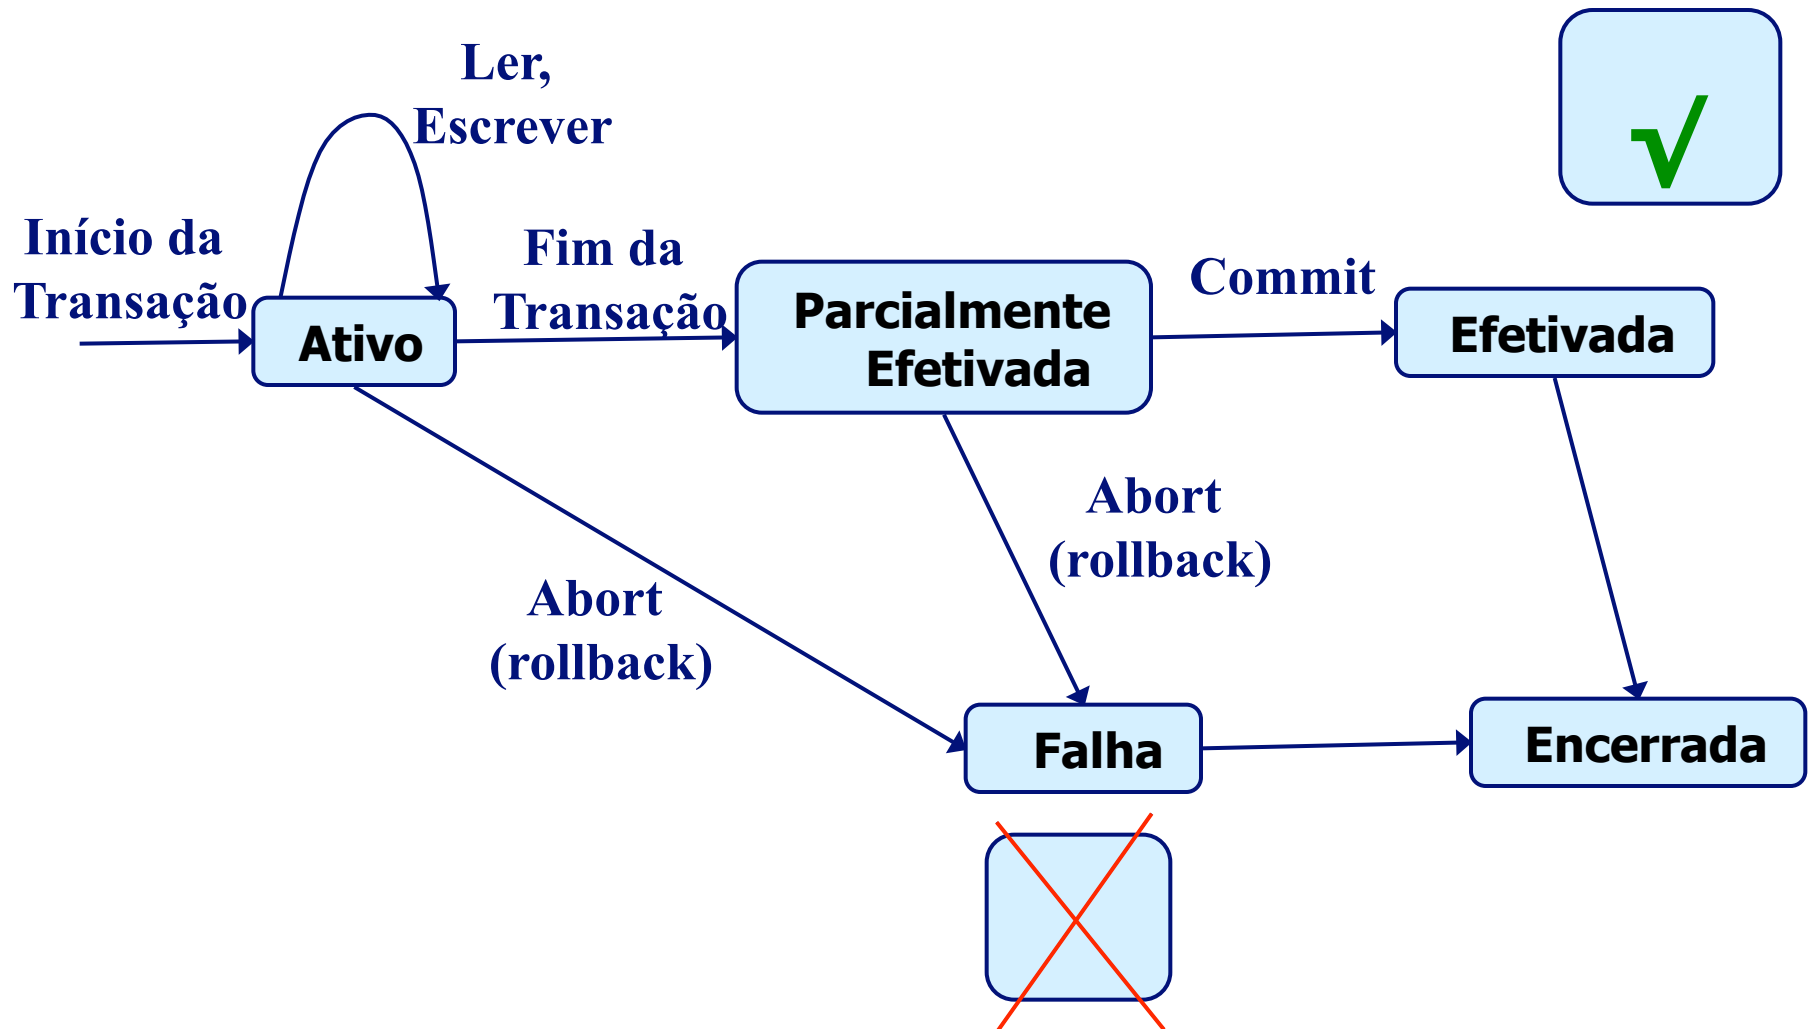 Ler,
Escrever
Início da
Transação
Fim da
Transação
Commit
Ativo
Parcialmente
Efetivada
Efetivada
Abort
(rollback)
Abort
(rollback)
Falha
Encerrada
√